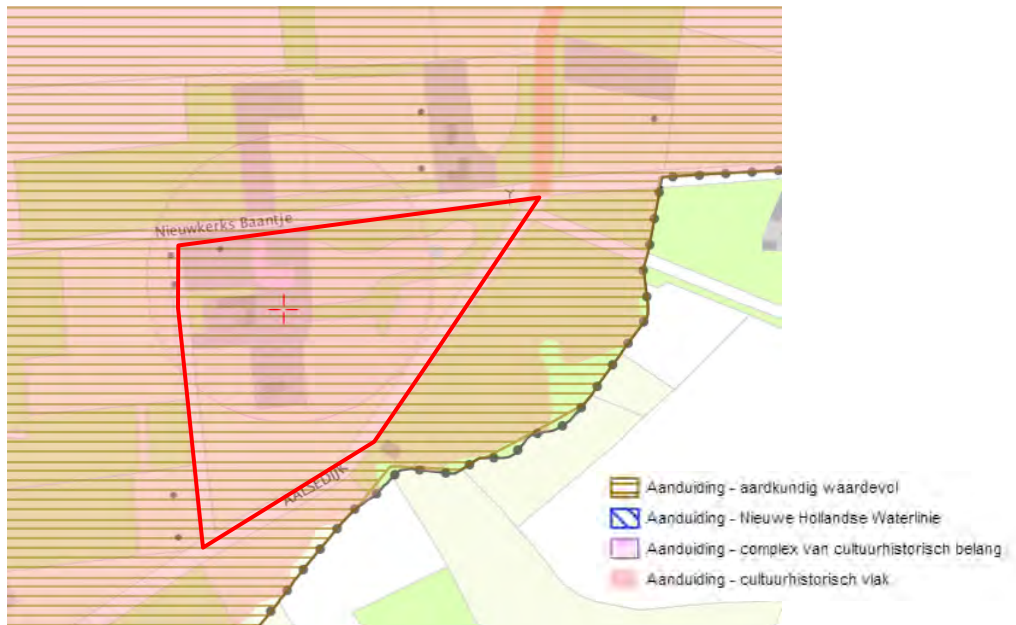 Nieuwkerks Baantje
AALSEDIJK
Aanduiding - aardkundig waardevol
Aanduiding - Nieuwe Hollandse Waterlinie
Aanduiding - complex van cultuurhistorisch belang
Aanduiding - cultuurhistorisch vlak